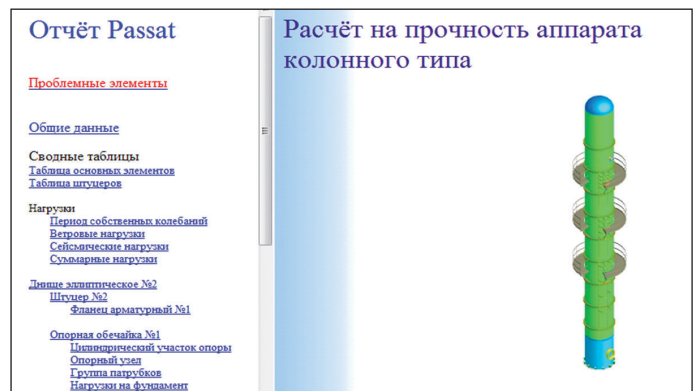 Отчёт Passat
Проблемные элементы
Общие данные
Сводные таблицы
Таблица основных элементов
Таблица штуцеров
Нагрузки
Период собственных колебаний
Ветровые нагрузки
Сейсмические нагрузки
Суммарные нагрузки
Днище эллиптическое №2
Штуцер №2
Фланец арматурный №1
Опорная обечайка №1
Цилиндрический участок опоры
Опорный узел
Группа патрубков
Нагрузки на фундамент
Расчёт на прочность аппарата
колонного типа